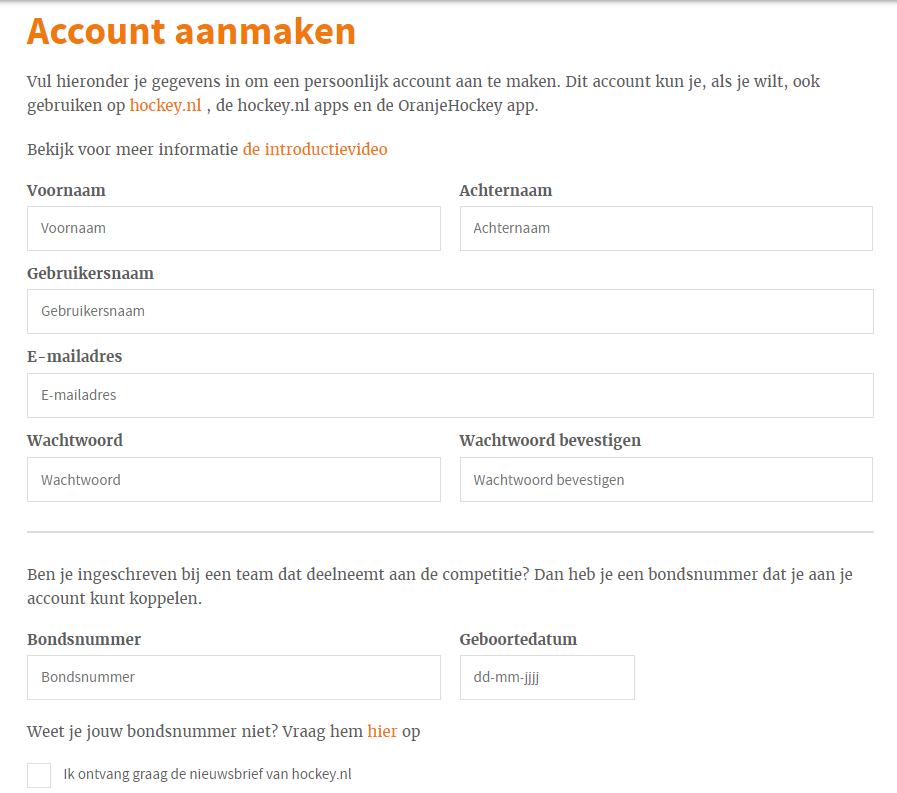 Account aanmaken
Vul hieronder je gegevens in om een persoonlijk account aan te maken. Dit account kun je, als je wilt, ook
gebruiken op hockey.nl , de hockey.nl apps en de OranjeHockey app.
Bekijk voor meer informatie de introductievideo
Voornaam
Achternaam
Voornaam
Achternaam
Gebruikersnaam
Gebruikersnaam
E-mailadres
E-mailadres
Wachtwoord
Wachtwoord bevestigen
Wachtwoord
Wachtwoord bevestigen
Ben je ingeschreven bij een team dat deelneemt aan de competitie? Dan heb je een bondsnummer dat je aan je
account kunt koppelen.
Bondsnummer
Geboortedatum
Bondsnummer
dd-mm-jjjj
Weet je jouw bondsnummer niet? Vraag hem hier op
Ik ontvang graag de nieuwsbrief van hockey.nl